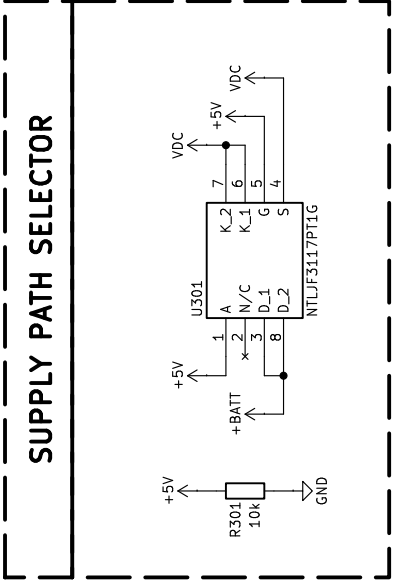 SUPPLY PATH SELECTOR
+5V
+BATT
U301
1
2
3
8
A
N/C
D_1
D_2
K_2
K_1
G
S
7
6
5
4
VDC
+5V
VDC
NTLJF3117PT1G
+5V
R301
10k
GND